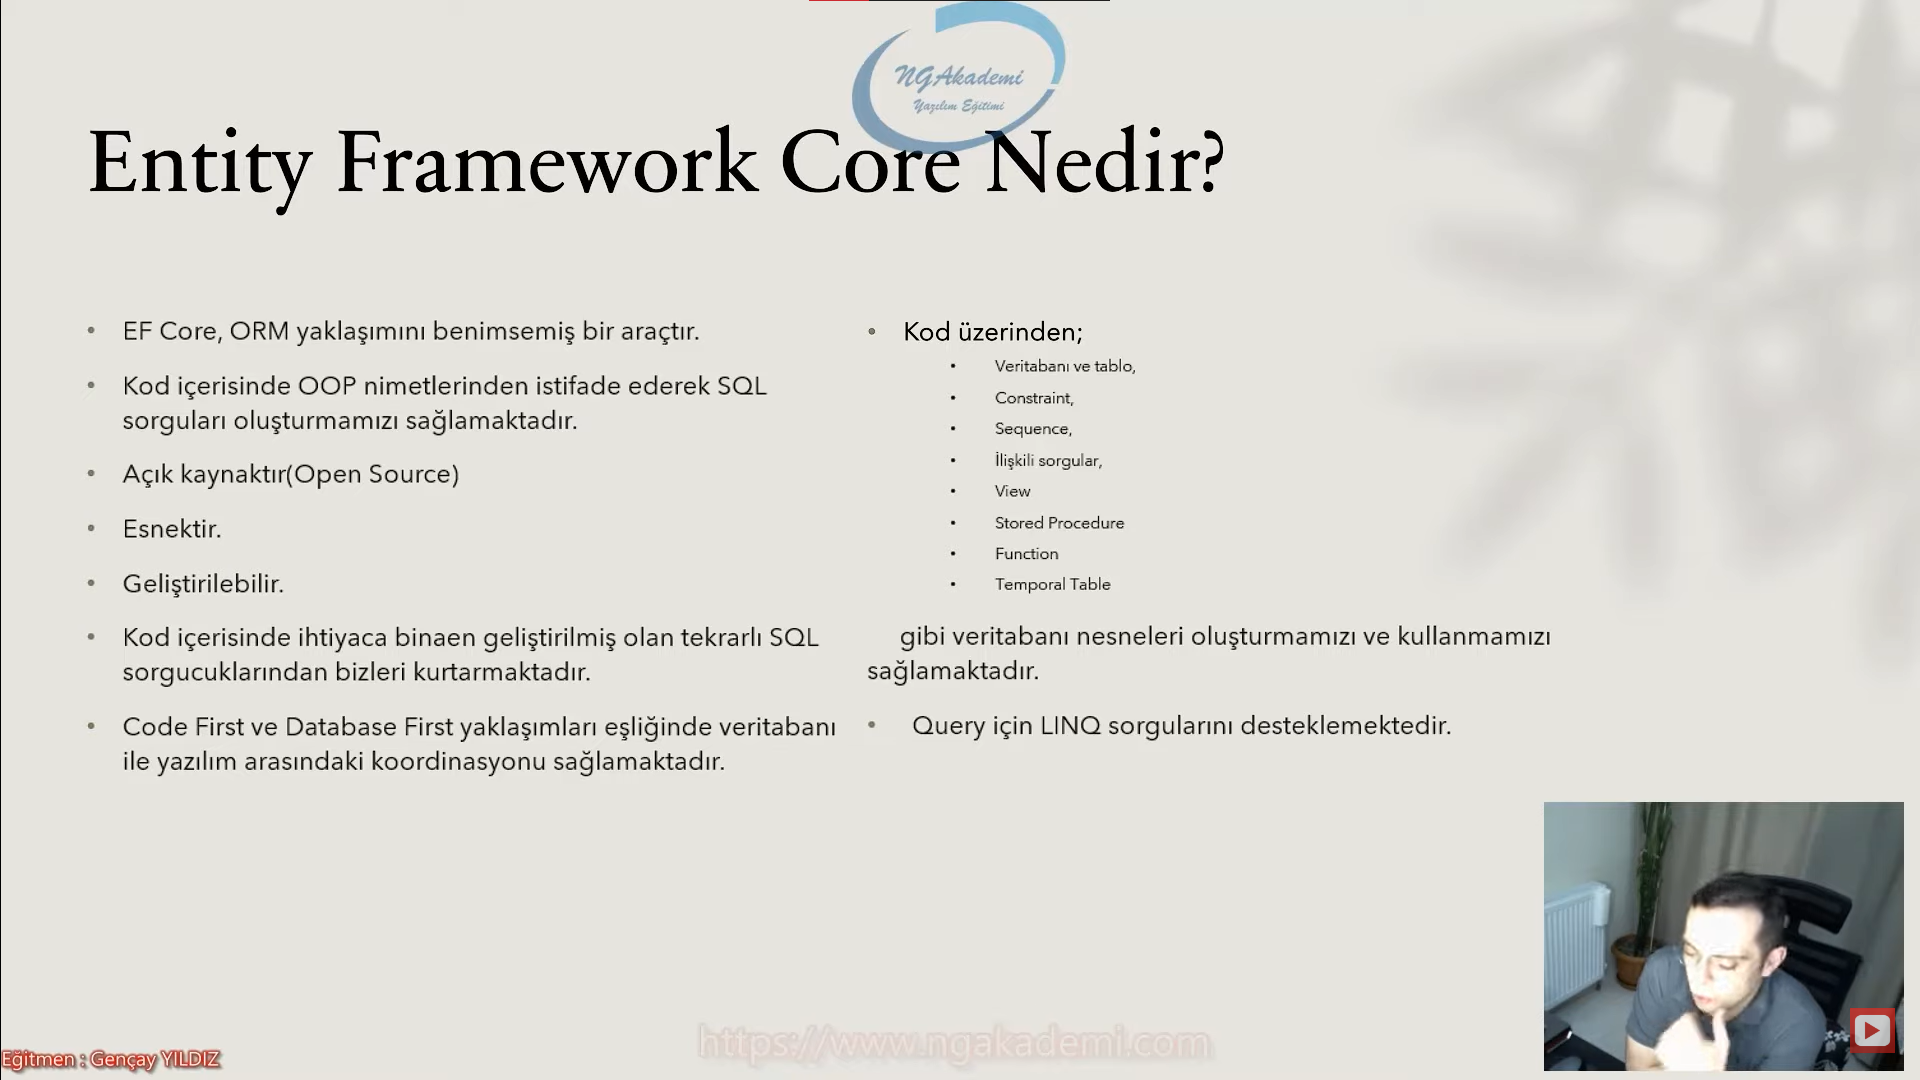 NGAkademi
Yazılım Eğitimi
Entity Framework Core Nedir?
• EF Core, ORM yaklaşımını benimsemiş bir araçtır.
• Kod içerisinde OOP nimetlerinden istifade ederek SQL
sorguları oluşturmamızı sağlamaktadır.
• Açık kaynaktır(Open Source)
• Esnektir.
• Geliştirilebilir.
• Kod içerisinde ihtiyaca binaen geliştirilmiş olan tekrarlı SQL
sorgucuklarından bizleri kurtarmaktadır.
• Code First ve Database First yaklaşımları eşliğinde veritabanı
ile yazılım arasındaki koordinasyonu sağlamaktadır.
• Kod üzerinden;
• Veritabanı ve tablo,
• Constraint,
• Sequence,
• İlişkili sorgular,
• View
• Stored Procedure
• Function
• Temporal Table
gibi veritabanı nesneleri oluşturmamızı ve kullanmamızı
sağlamaktadır.
• Query için LINQ sorgularını desteklemektedir.
https://www.ngakademi.com
Eğitmen : Gençay YILDIZ